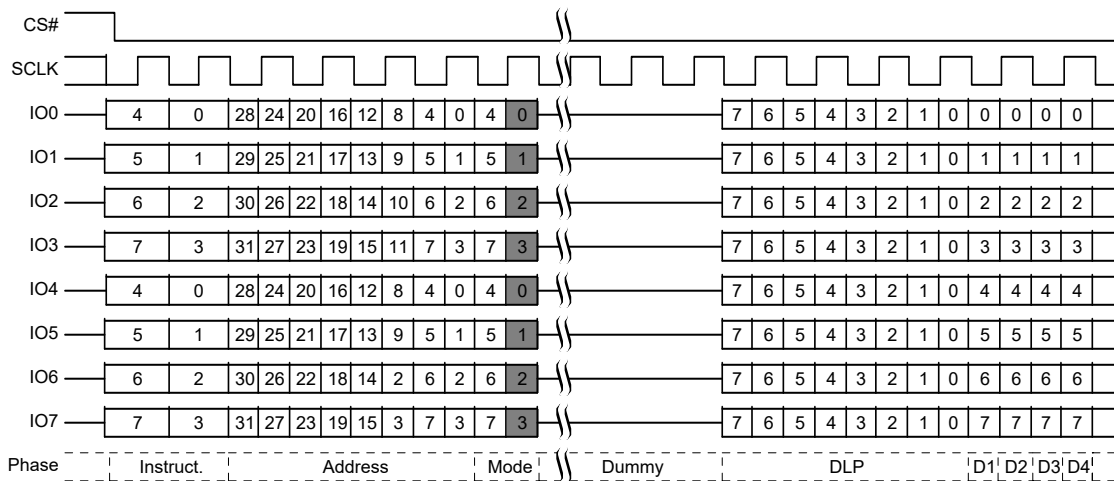 CS#
SCLK
IO0 4 0 28 24 20 16 12 8 4 0 4 0 7 6 5 4 3 2 1 0 0 0 0 0
IO1 5 1 29 25 21 17 13 9 5 1 5 1 7 6 5 4 3 2 1 0 1 1 1 1
IO2 6 2 30 26 22 18 14 10 6 2 6 2 7 6 5 4 3 2 1 0 2 2 2 2
IO3 7 3 31 27 23 19 15 11 7 3 7 3 7 6 5 4 3 2 1 0 3 3 3 3
IO4 4 0 28 24 20 16 12 8 4 0 4 0 7 6 5 4 3 2 1 0 4 4 4 4
IO5 5 1 29 25 21 17 13 9 5 1 5 1 7 6 5 4 3 2 1 0 5 5 5 5
IO6 6 2 30 26 22 18 14 2 6 2 6 2 7 6 5 4 3 2 1 0 6 6 6 6
IO7 7 3 31 27 23 19 15 3 7 3 7 3 7 6 5 4 3 2 1 0 7 7 7 7
Phase Instruct. Address Mode Dummy DLP D1 D2 D3 D4